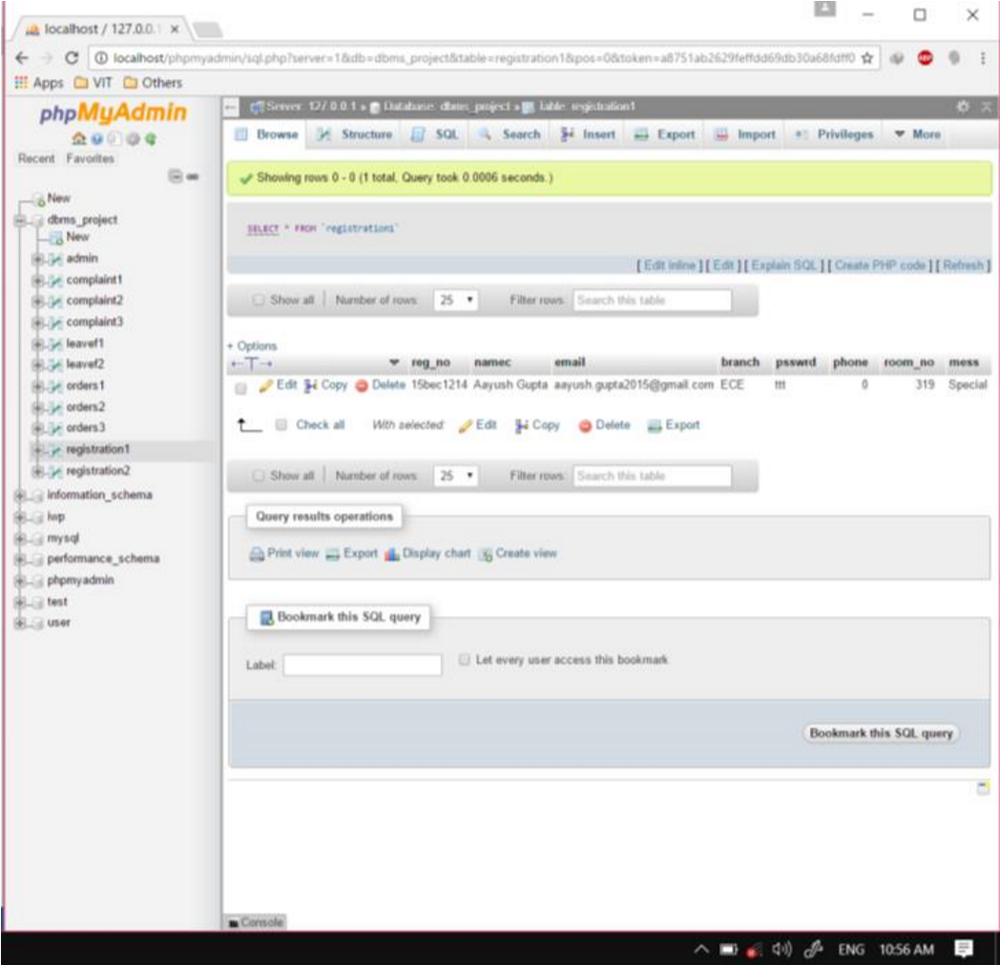 localhost / 127.0.0.1 ×
localhost/phpmyadmin/sql.php?server=1&db=dbms_project&table=registration1&pos=0&token=a8751ab2629feffdd69db30a68fdff0
Apps VIT Others
phpMyAdmin
Recent Favorites
New
dbms_project
New
admin
complaint1
complaint2
complaint3
leavef1
leavef2
orders1
orders2
orders3
registration1
registration2
information_schema
lwp
mysql
performance_schema
phpmyadmin
test
user
Server: 127.0.0.1 » Database: dbms_project » Table: registration1
Browse Structure SQL Search Insert Export Import Privileges More
Showing rows 0 - 0 (1 total, Query took 0.0006 seconds.)
SELECT * FROM `registration1`
[ Edit inline ] [ Edit ] [ Explain SQL ] [ Create PHP code ] [ Refresh ]
Show all Number of rows: 25 Filter rows: Search this table
+ Options
←T→ reg_no namec email branch psswrd phone room_no mess
Edit Copy Delete 15bec1214 Aayush Gupta aayush.gupta2015@gmail.com ECE ttt 0 319 Special
Check all With selected: Edit Copy Delete Export
Show all Number of rows: 25 Filter rows: Search this table
Query results operations
Print view Export Display chart Create view
Bookmark this SQL query
Label: Let every user access this bookmark
Bookmark this SQL query
Console
ENG 10:56 AM